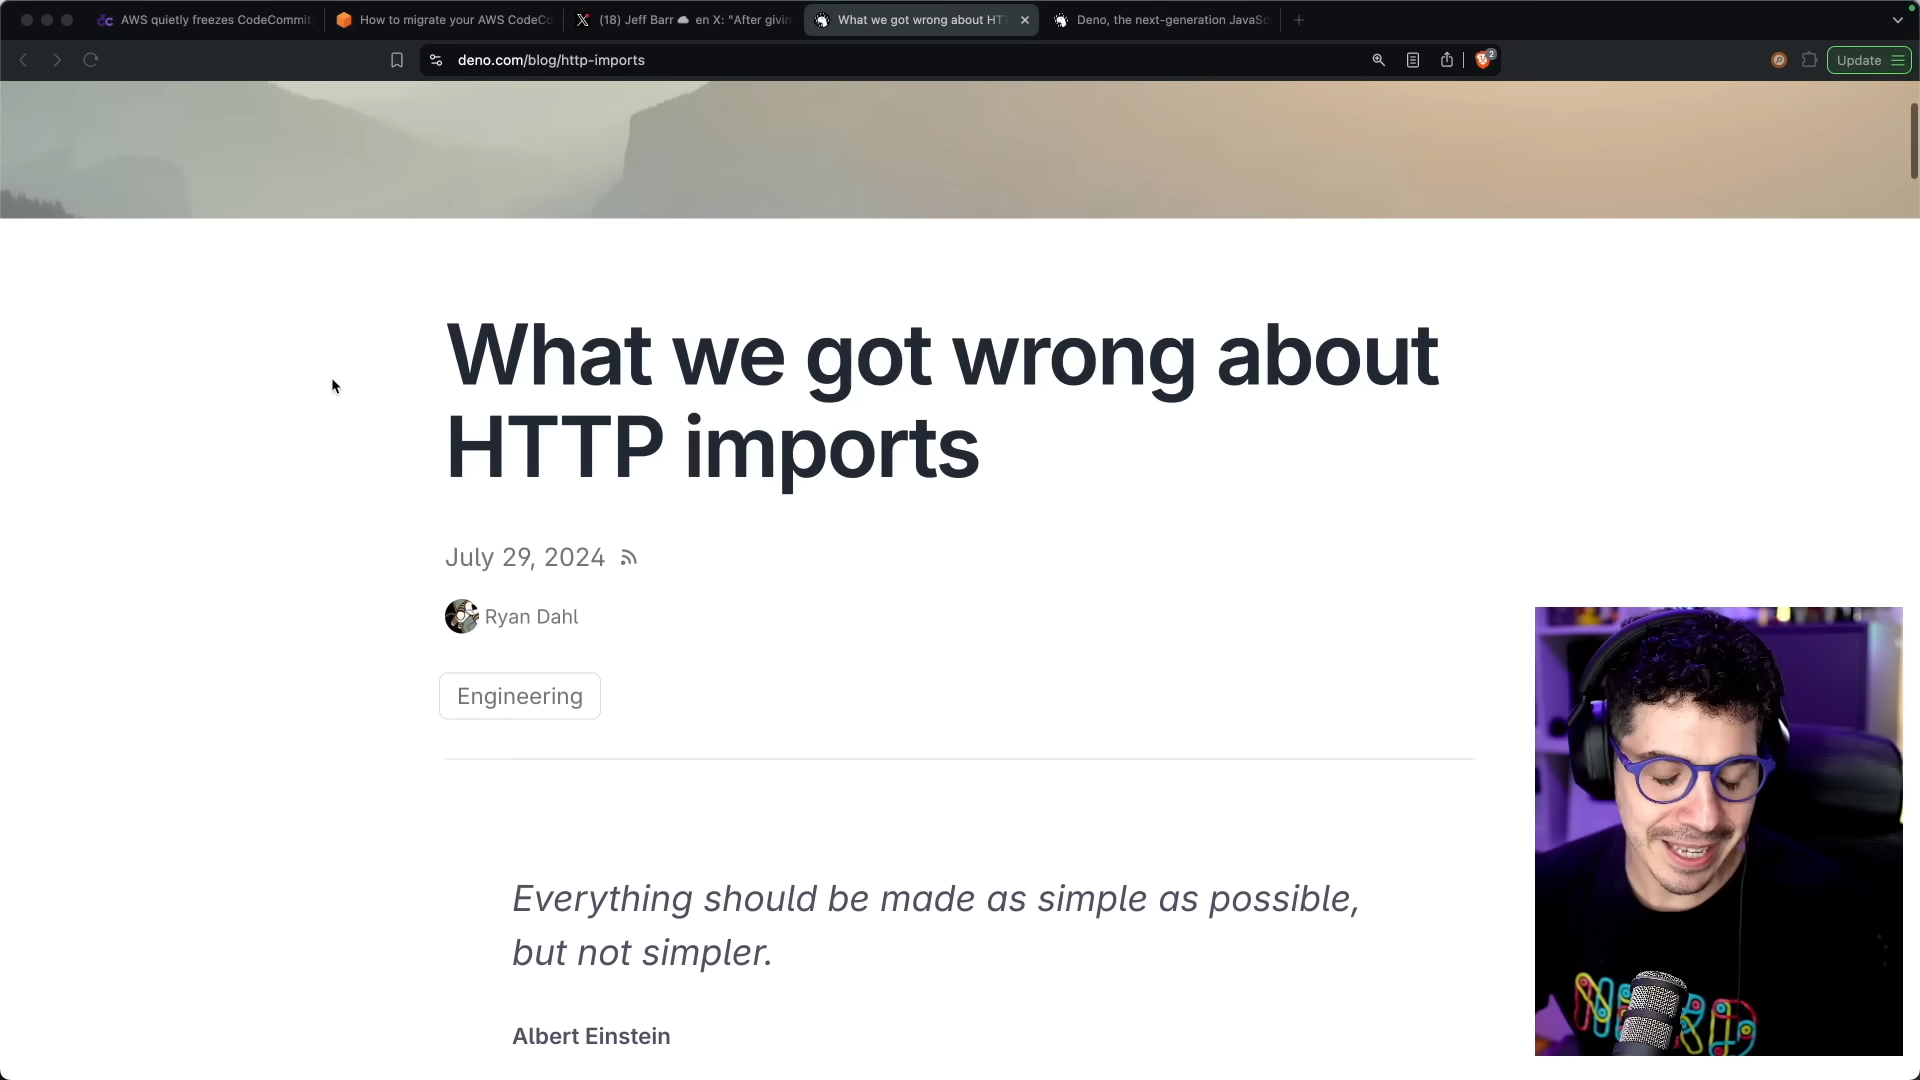 AWS quietly freezes CodeCommit,
How to migrate your AWS CodeCo
(18) Jeff Barr en X: "After givin
What we got wrong about HT
Deno, the next-generation JavaSc
deno.com/blog/http-imports
2
Update
What we got wrong about
HTTP imports
July 29, 2024
Ryan Dahl
Engineering
Everything should be made as simple as possible,
but not simpler.
Albert Einstein